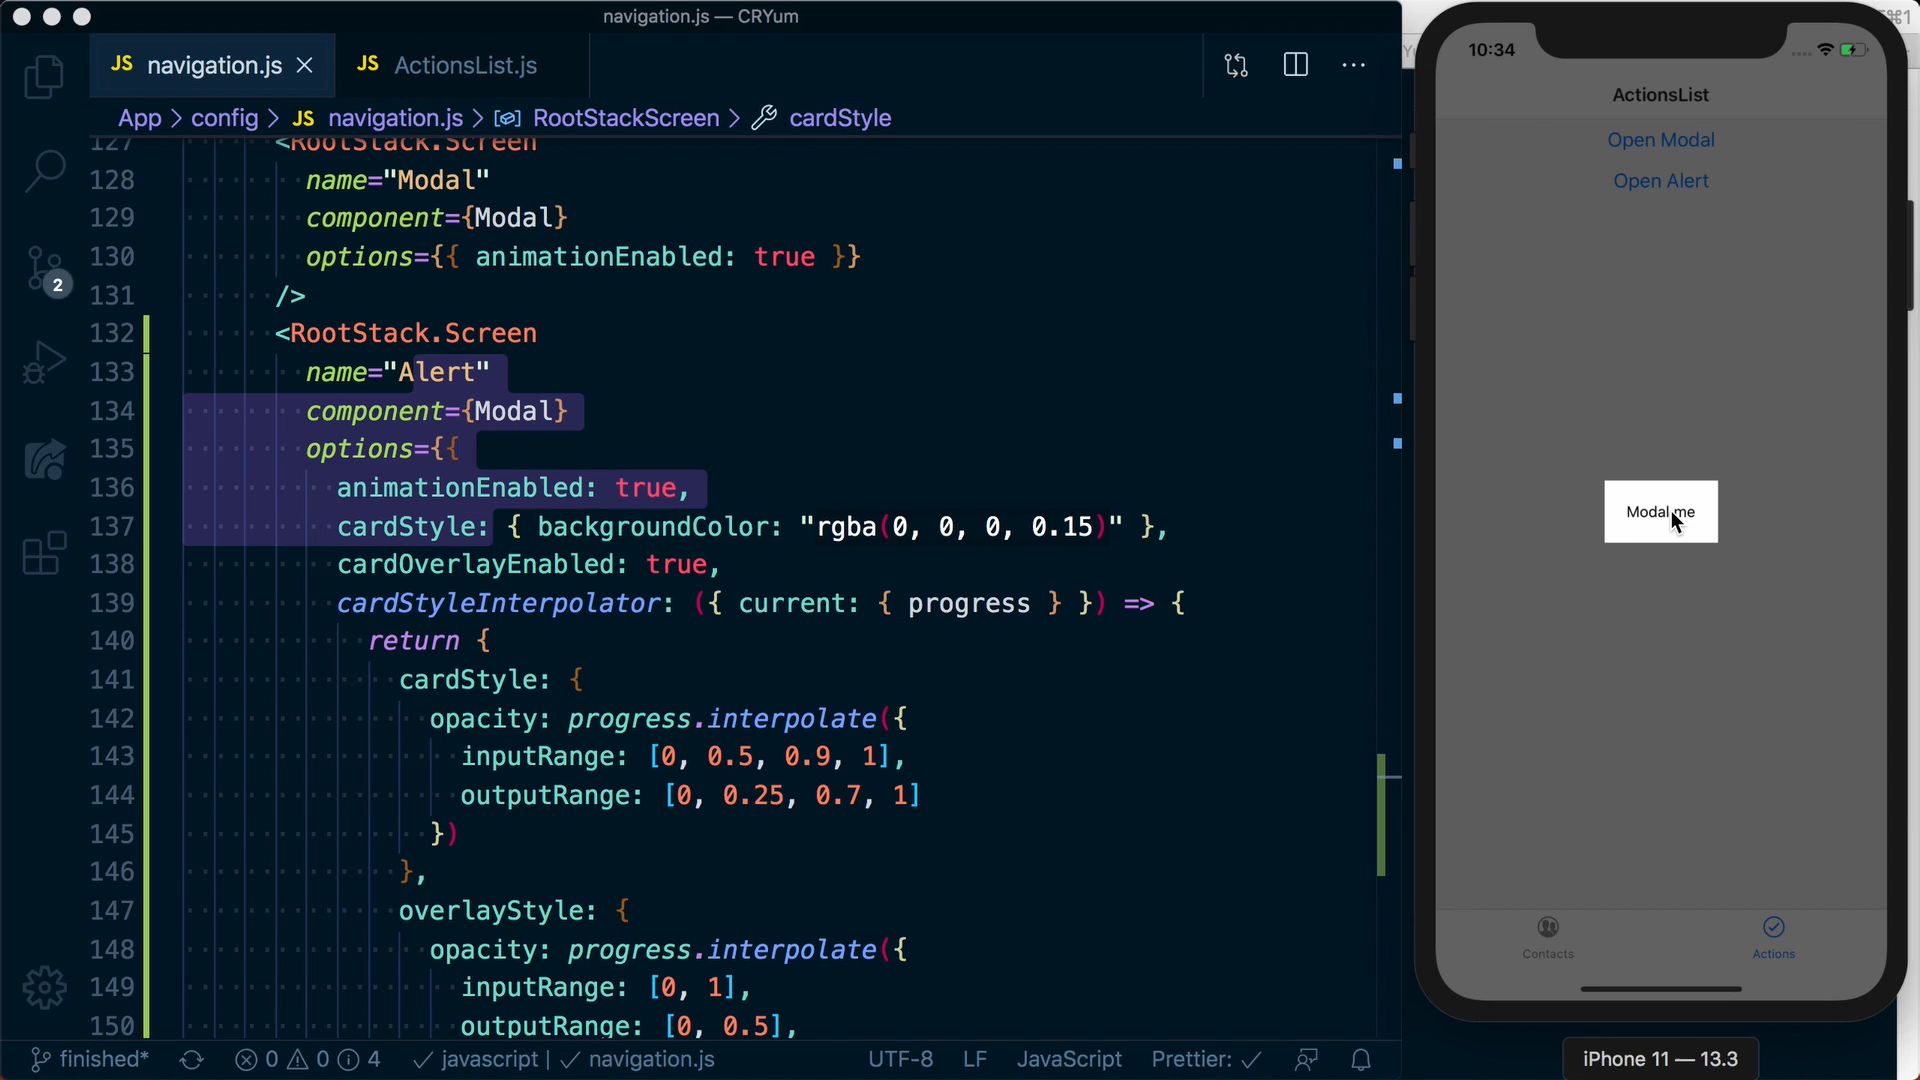 navigation.js — CRYum
JS navigation.js
JS ActionsList.js
App > config > JS navigation.js > RootStackScreen > cardStyle
127 <RootStack.Screen
128 name="Modal"
129 component={Modal}
130 options={{ animationEnabled: true }}
131 />
132 <RootStack.Screen
133 name="Alert"
134 component={Modal}
135 options={{
136 animationEnabled: true,
137 cardStyle: { backgroundColor: "rgba(0, 0, 0, 0.15)" },
138 cardOverlayEnabled: true,
139 cardStyleInterpolator: ({ current: { progress } }) => {
140 return {
141 cardStyle: {
142 opacity: progress.interpolate({
143 inputRange: [0, 0.5, 0.9, 1],
144 outputRange: [0, 0.25, 0.7, 1]
145 })
146 },
147 overlayStyle: {
148 opacity: progress.interpolate({
149 inputRange: [0, 1],
150 outputRange: [0, 0.5],
2
finished* 0 0 4 javascript | navigation.js UTF-8 LF JavaScript Prettier:
⌘1
10:34
ActionsList
Open Modal
Open Alert
Modal me
Contacts
Actions
iPhone 11 — 13.3